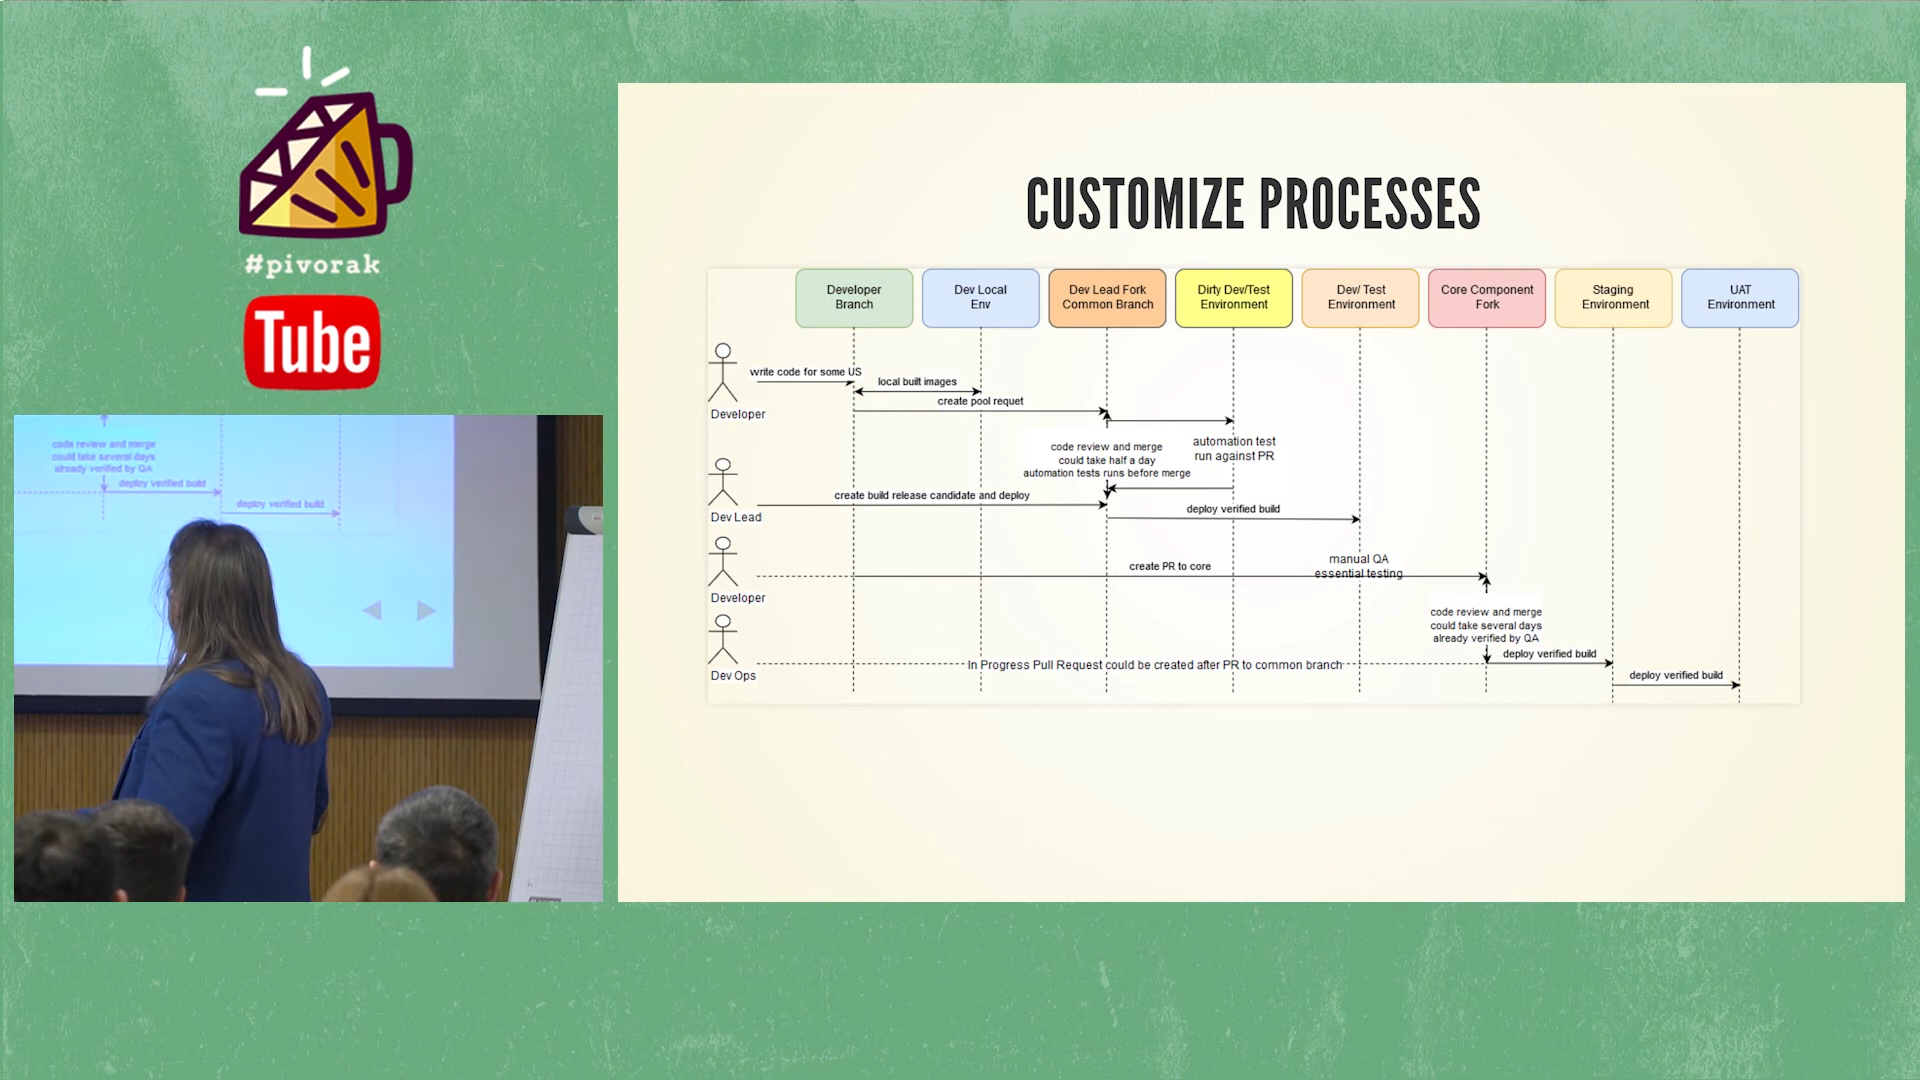 #pivorak
Tube
code review and merge
could take several days
already verified by QA
deploy verified build
deploy verified build
CUSTOMIZE PROCESSES
Developer
Branch
Dev Local
Env
Dev Lead Fork
Common Branch
Dirty Dev/Test
Environment
Dev/ Test
Environment
Core Component
Fork
Staging
Environment
UAT
Environment
write code for some US
local built images
create pool requet
Developer
code review and merge
could take half a day
automation tests runs before merge
automation test
run against PR
create build release candidate and deploy
Dev Lead
deploy verified build
manual QA
essential testing
create PR to core
Developer
code review and merge
could take several days
already verified by QA
deploy verified build
In Progress Pull Request could be created after PR to common branch
Dev Ops
deploy verified build